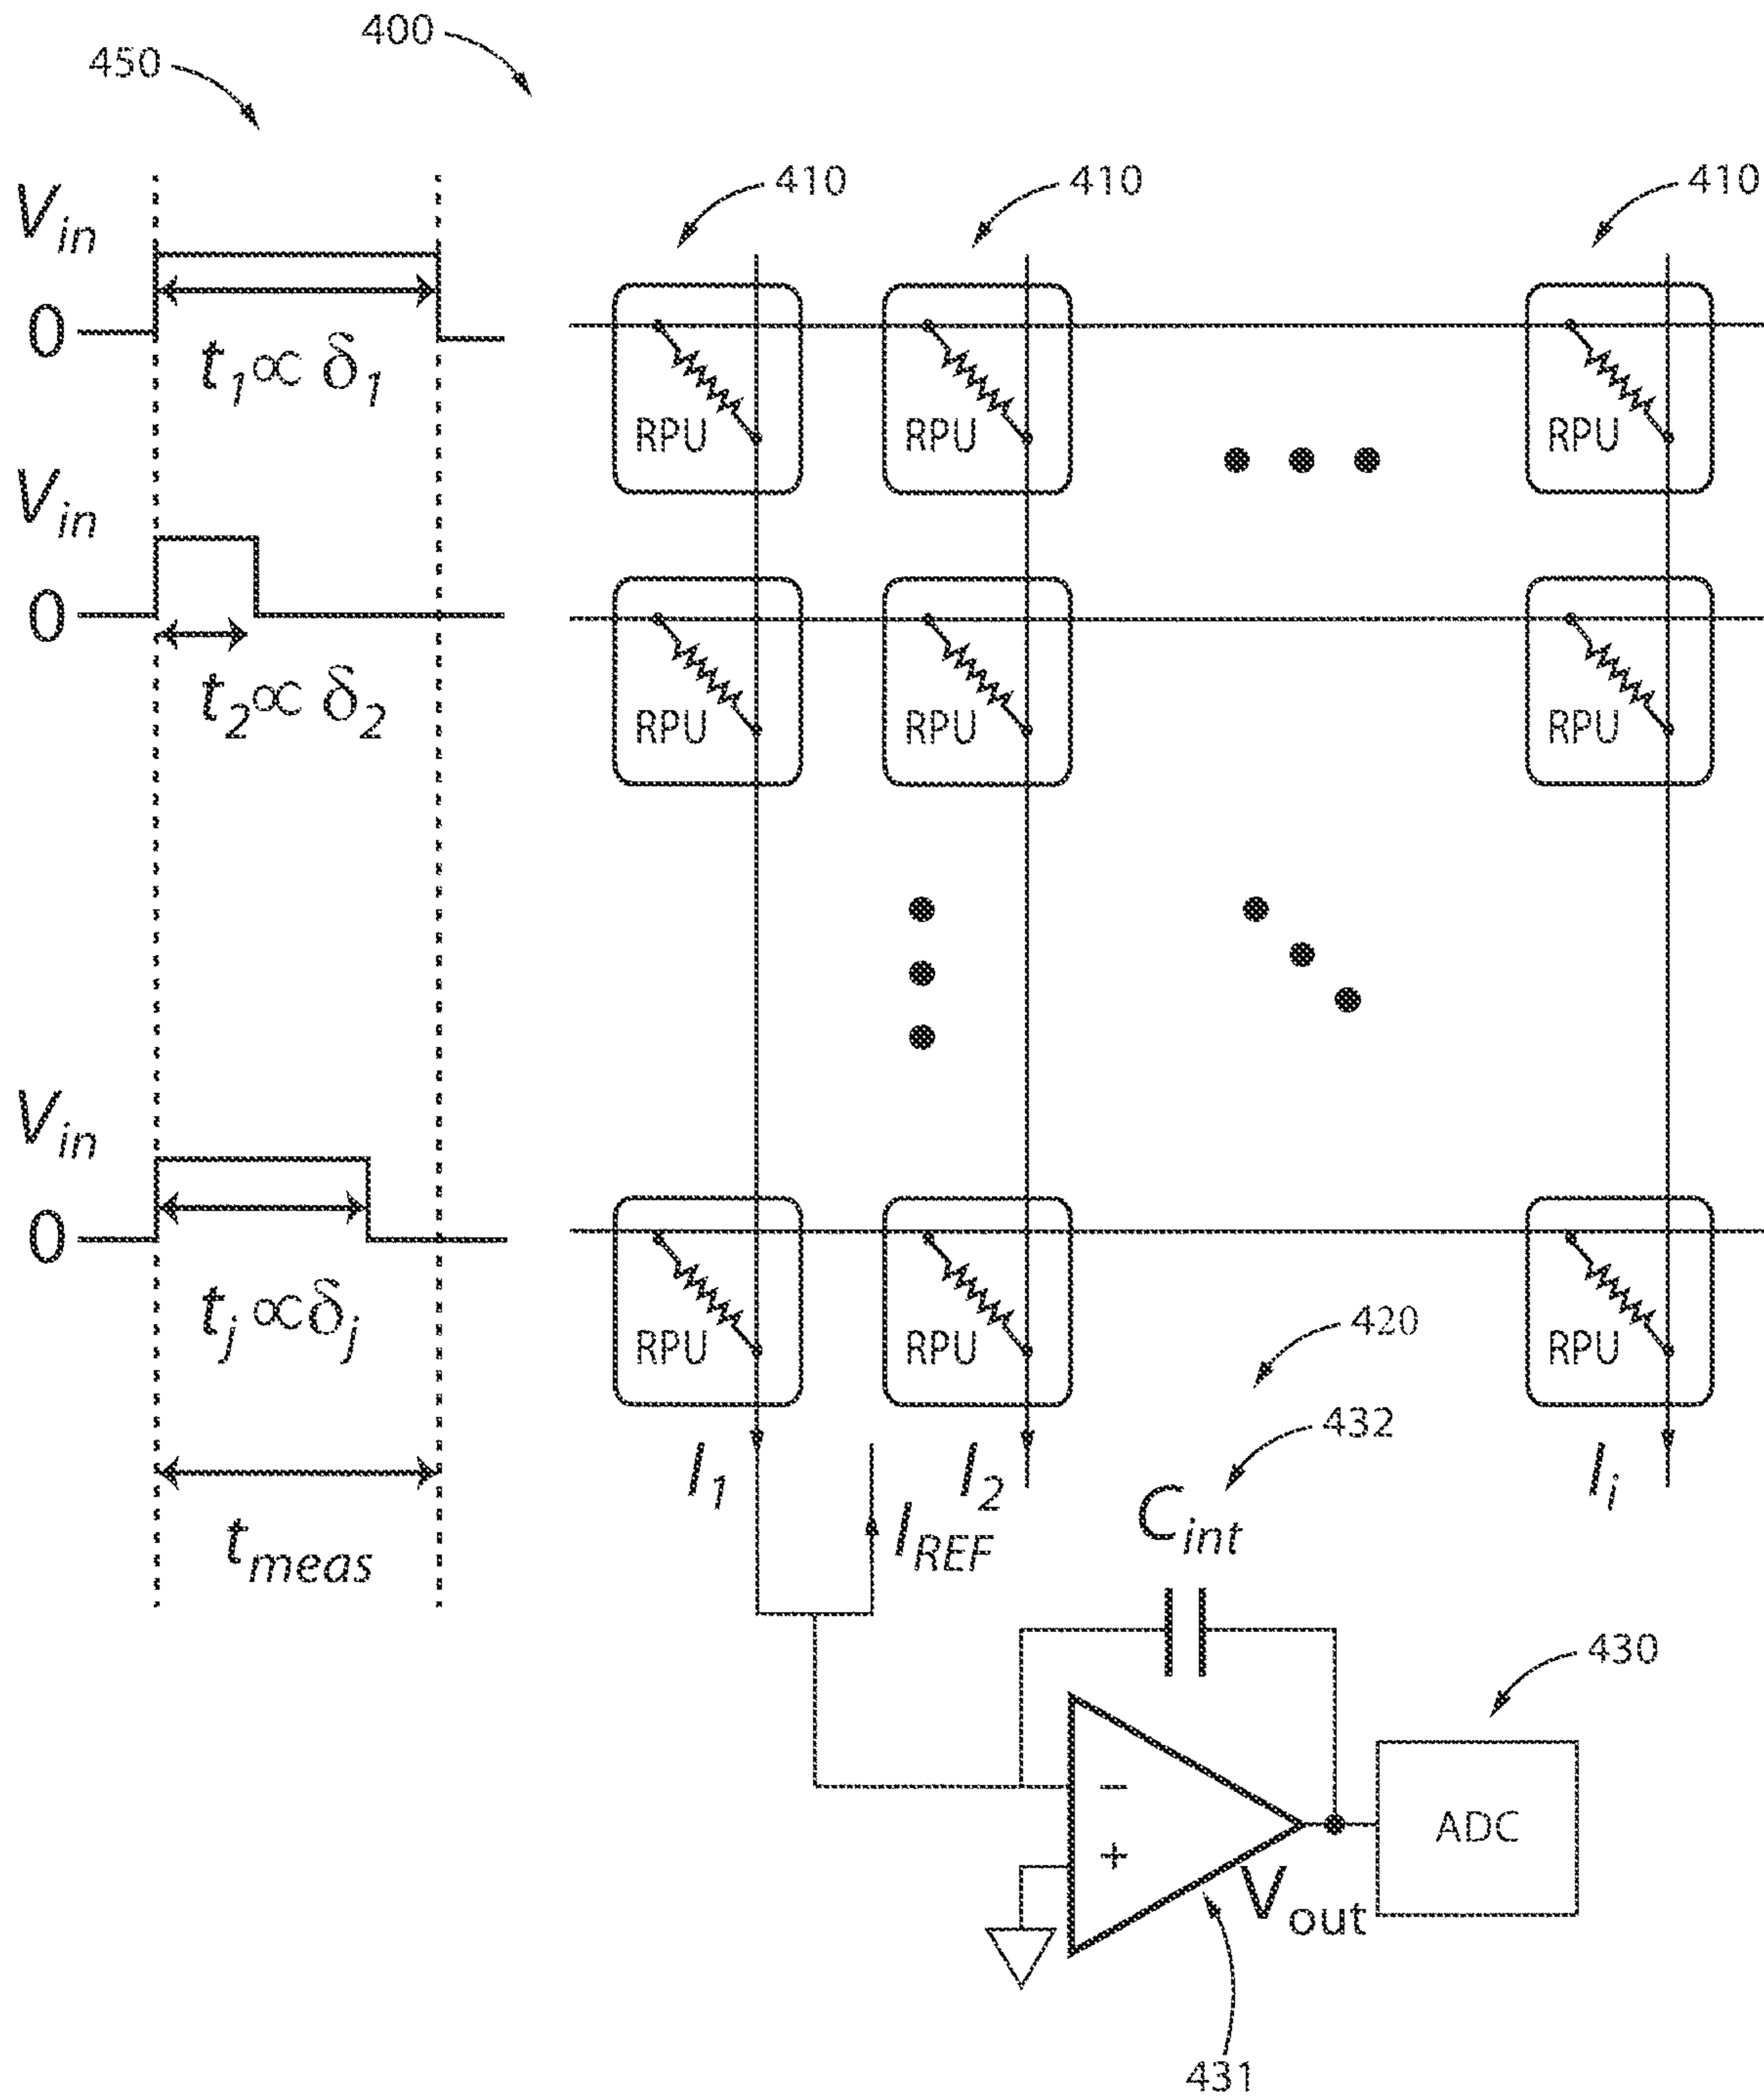 400
450
410 410 410
V_in
0
t_1 ∝ δ_1
RPU RPU RPU
V_in
0
t_2 ∝ δ_2
RPU RPU RPU
V_in
0
t_j ∝ δ_j
RPU RPU RPU
420
432
I_1 I_2 I_i
C_int
I_REF
t_meas
430
−
+
ADC
V_out
431